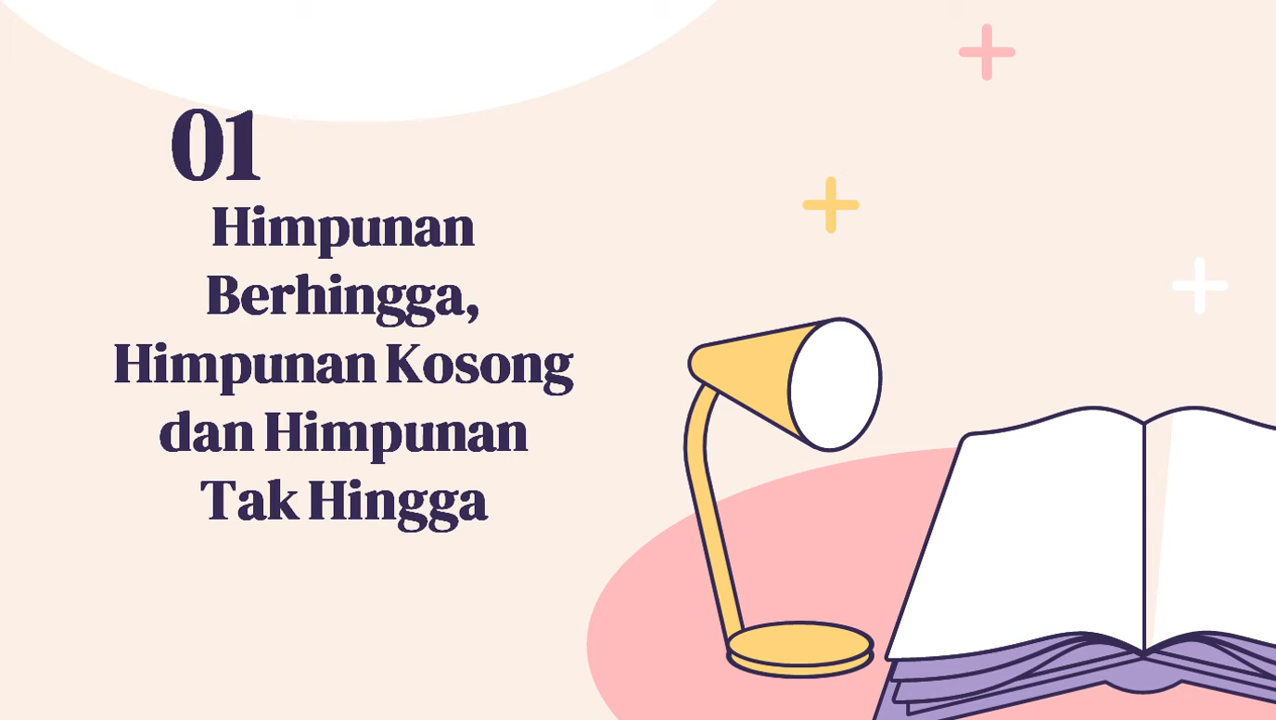 01
Himpunan
Berhingga,
Himpunan Kosong
dan Himpunan
Tak Hingga